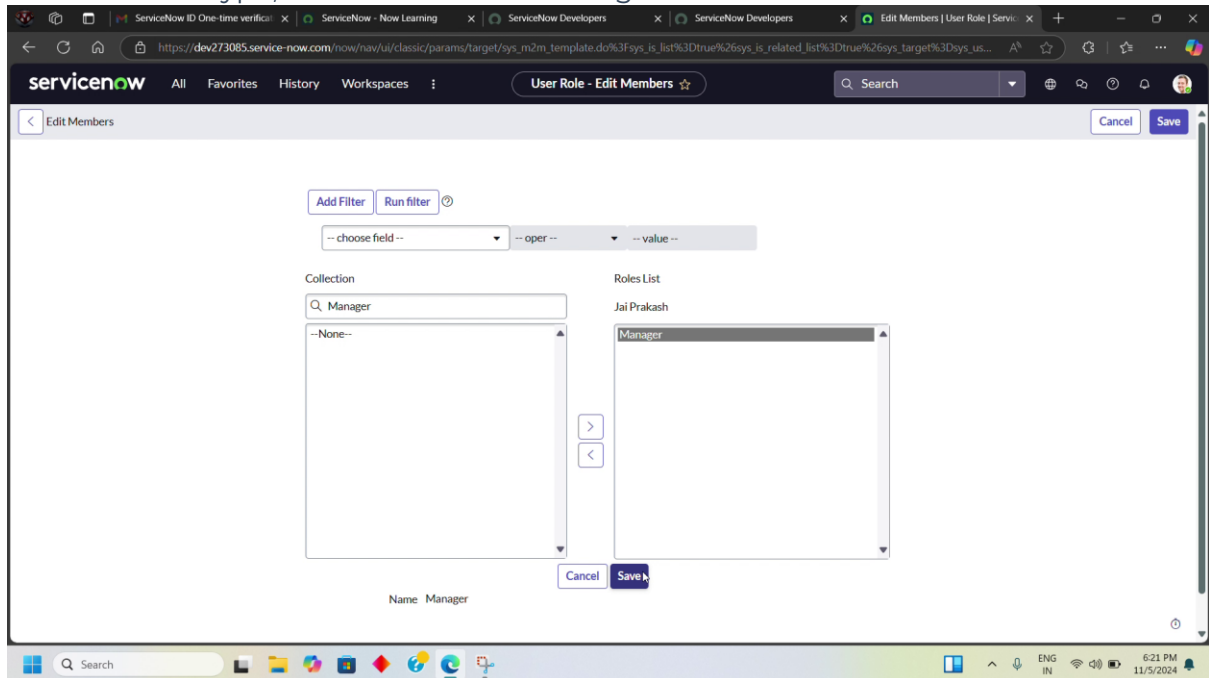 ServiceNow ID One-time verificat
ServiceNow - Now Learning
ServiceNow Developers
ServiceNow Developers
Edit Members | User Role | Servic
https://dev273085.service-now.com/now/nav/ui/classic/params/target/sys_m2m_template.do%3Fsys_is_list%3Dtrue%26sys_is_related_list%3Dtrue%26sys_target%3Dsys_us...
servicenow
All
Favorites
History
Workspaces
User Role - Edit Members
Search
Edit Members
Cancel
Save
Add Filter
Run filter
-- choose field --
-- oper --
-- value --
Collection
Roles List
Manager
Jai Prakash
--None--
Manager
Cancel
Save
Name Manager
Search
ENG
IN
6:21 PM
11/5/2024